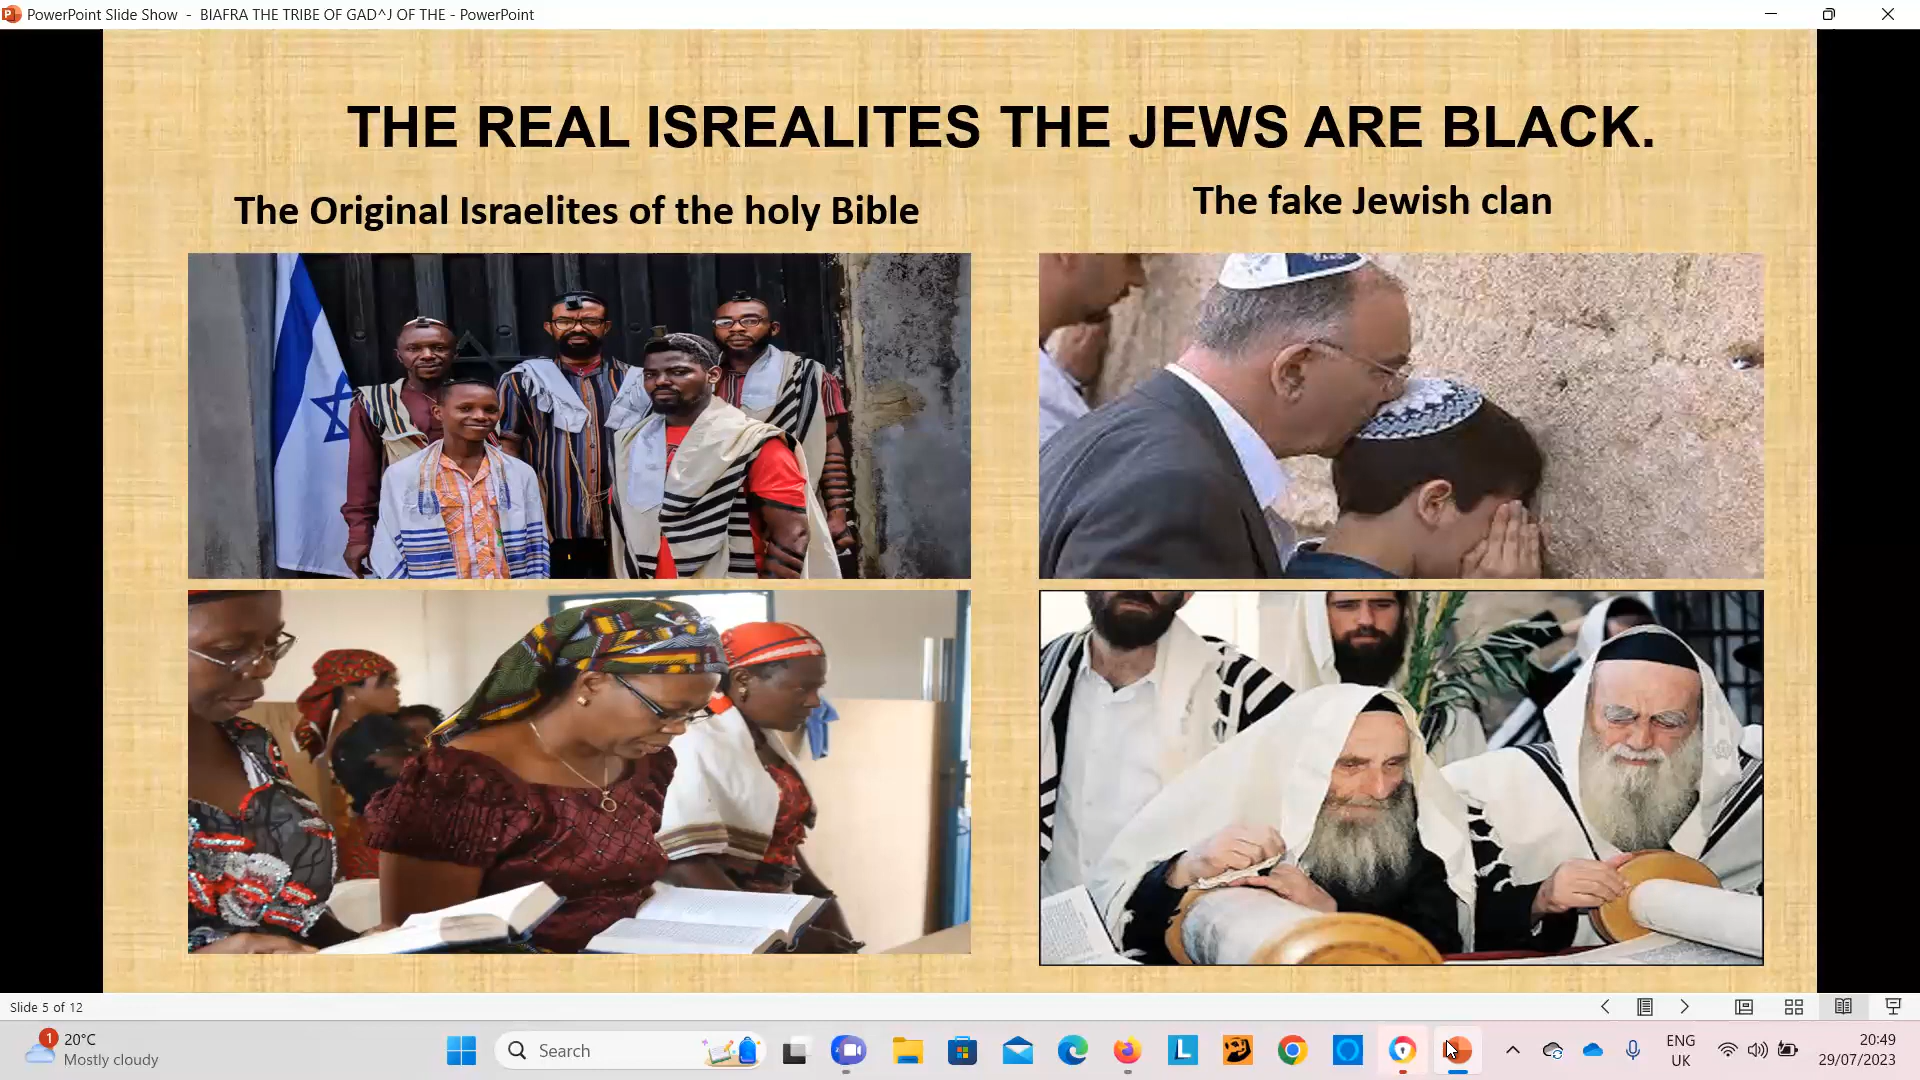 PowerPoint Slide Show - BIAFRA THE TRIBE OF GAD^J OF THE - PowerPoint
THE REAL ISREALITES THE JEWS ARE BLACK.
The Original Israelites of the holy Bible
The fake Jewish clan
Slide 5 of 12
1
20°C
Mostly cloudy
Search
ENG
UK
20:49
29/07/2023